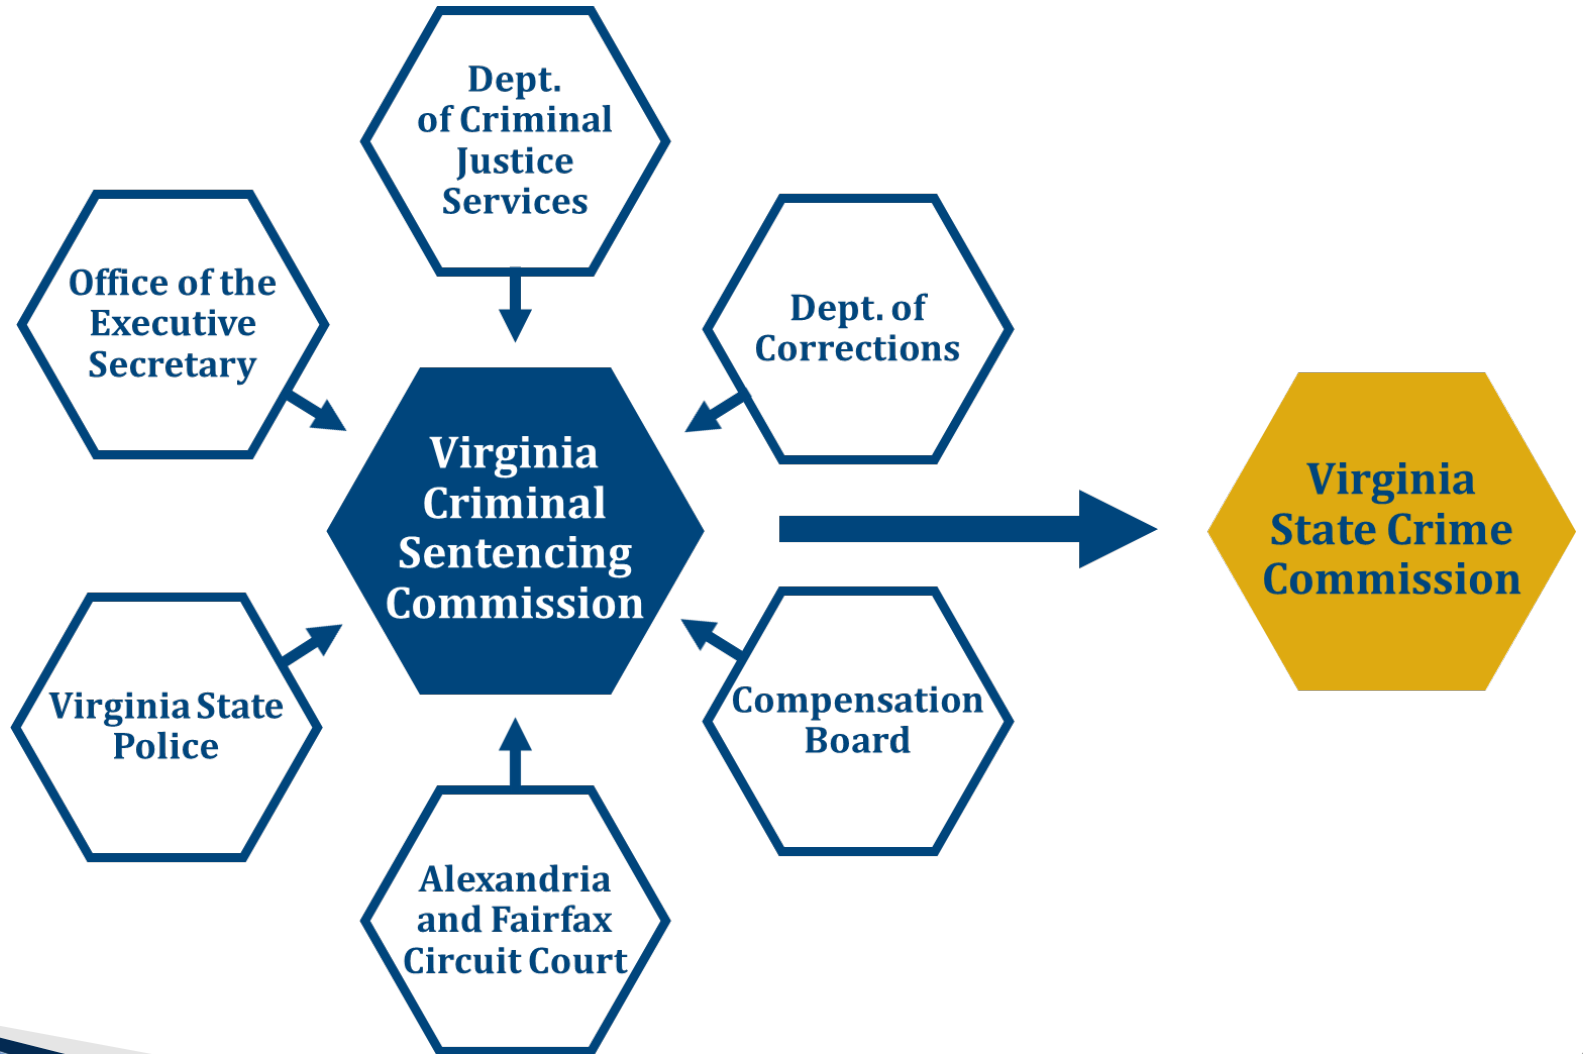 Dept.
of Criminal
Justice
Services
Office of the
Executive
Secretary
Dept. of
Corrections
Virginia
Criminal
Sentencing
Commission
Virginia
State Crime
Commission
Virginia State
Police
Compensation
Board
Alexandria
and Fairfax
Circuit Court